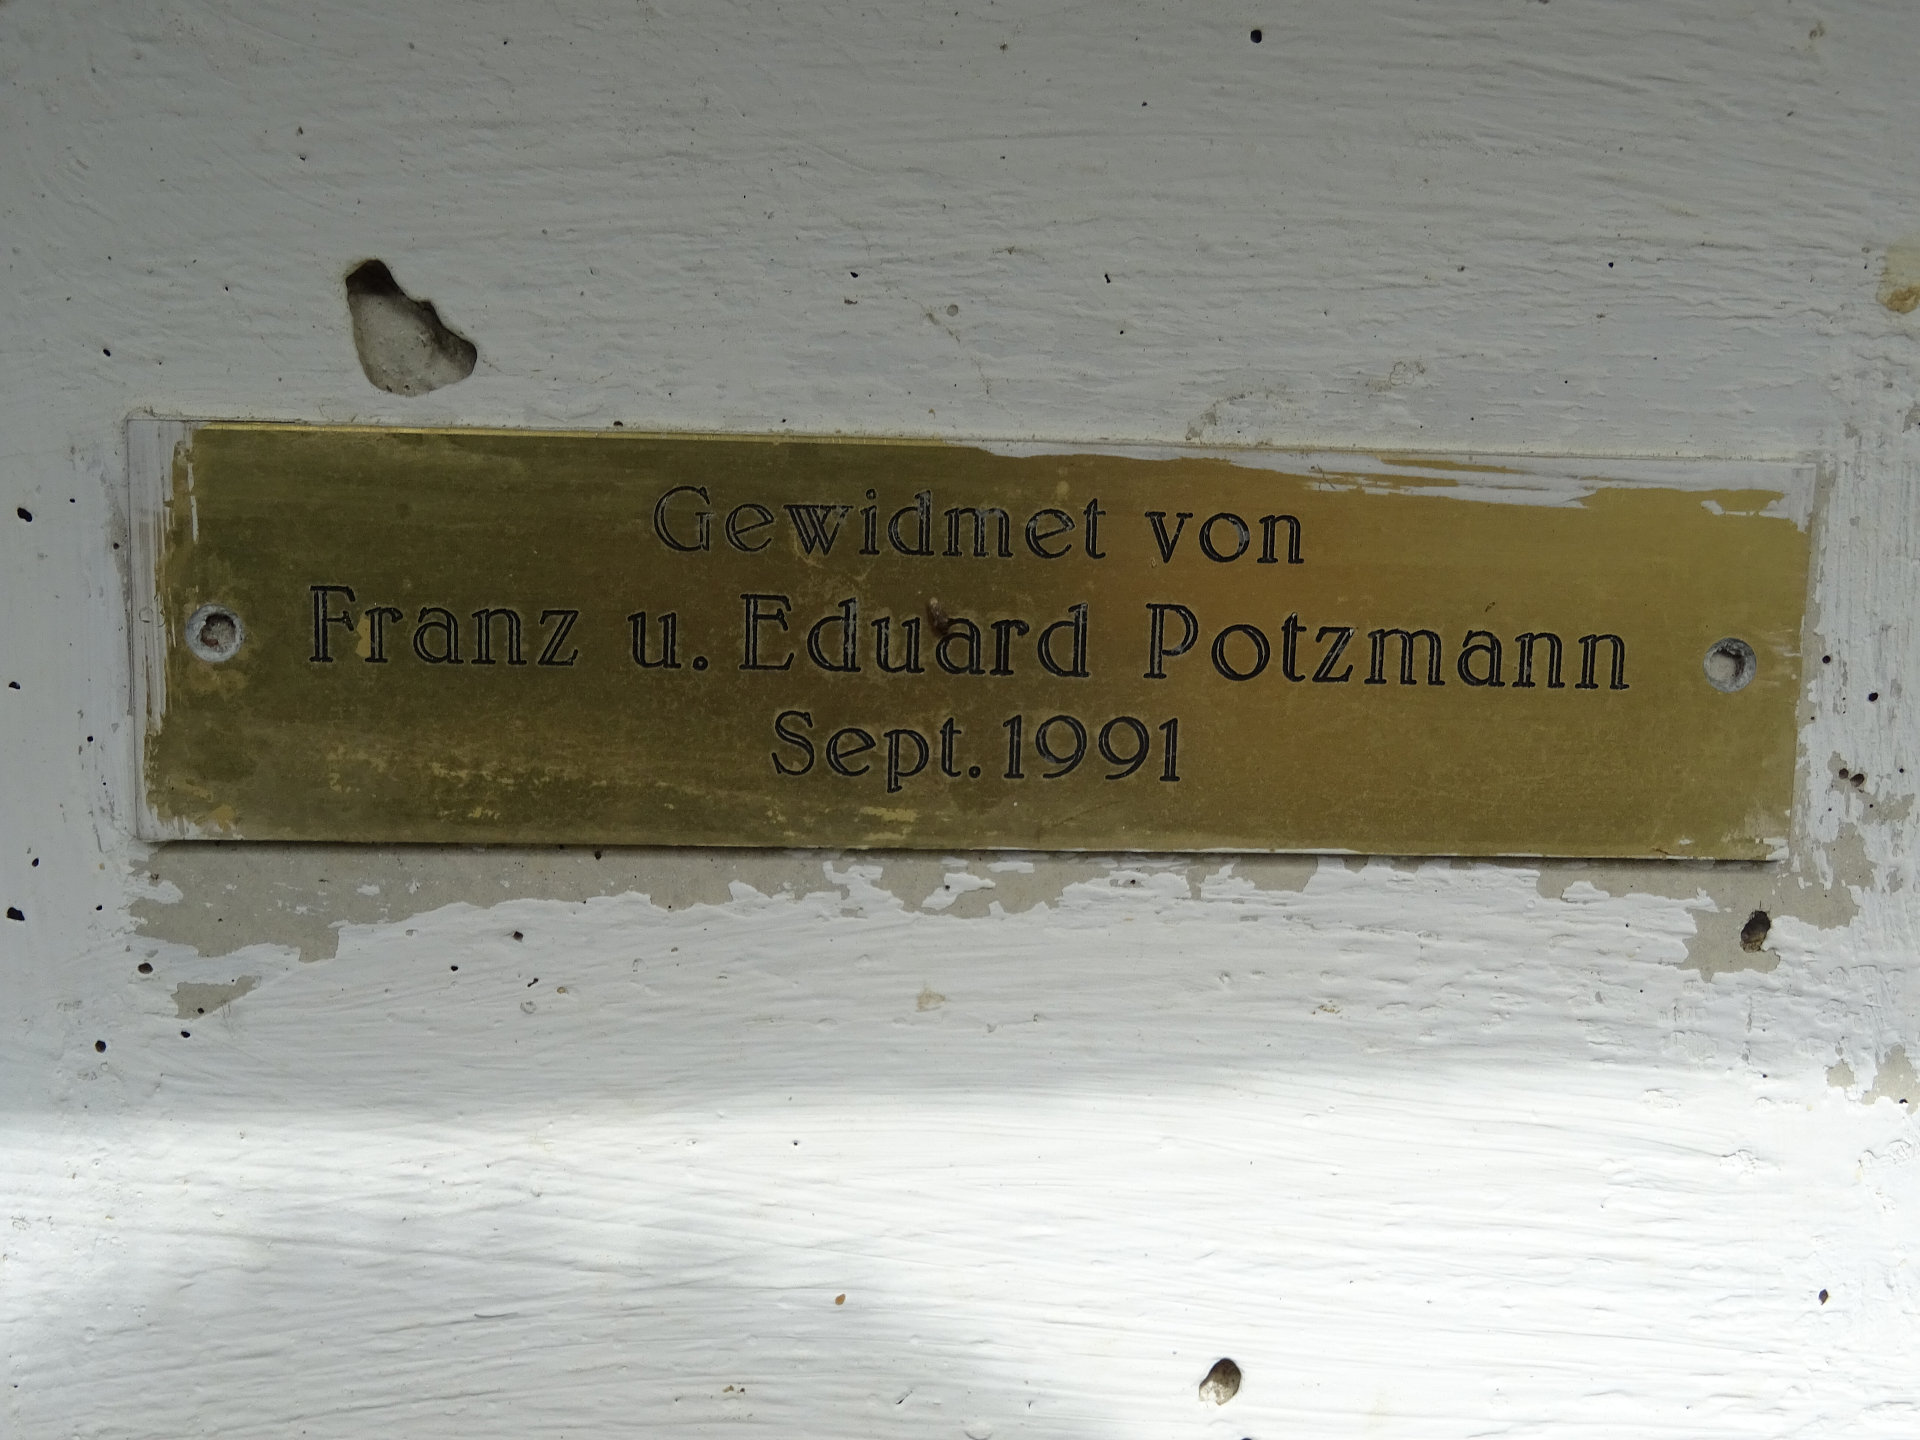 Gewidmet von
Franz u. Eduard Potzmann
Sept. 1991